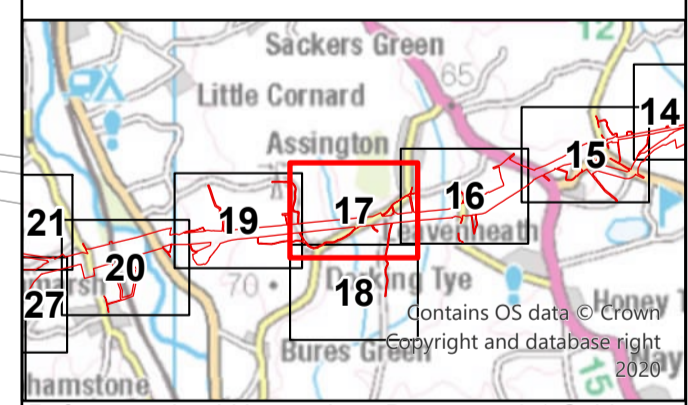 12
Sackers Green
65
Little Cornard
14
Assington
15
16
17
19
21
Leavenheath
20
70
18
Dorking Tye
27
Contains OS data © Crown
Honey
Copyright and database right
Bures Green
2020
15
hamstone